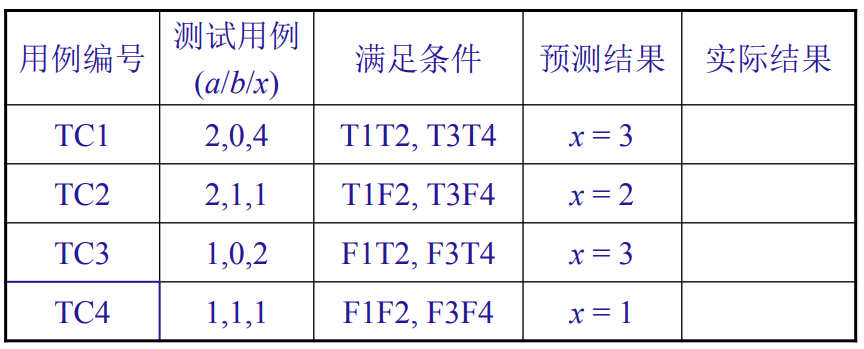 用例编号 测试用例 满足条件 预测结果 实际结果
(a/b/x)
TC1 2,0,4 T1T2, T3T4 x = 3
TC2 2,1,1 T1F2, T3F4 x = 2
TC3 1,0,2 F1T2, F3T4 x = 3
TC4 1,1,1 F1F2, F3F4 x = 1